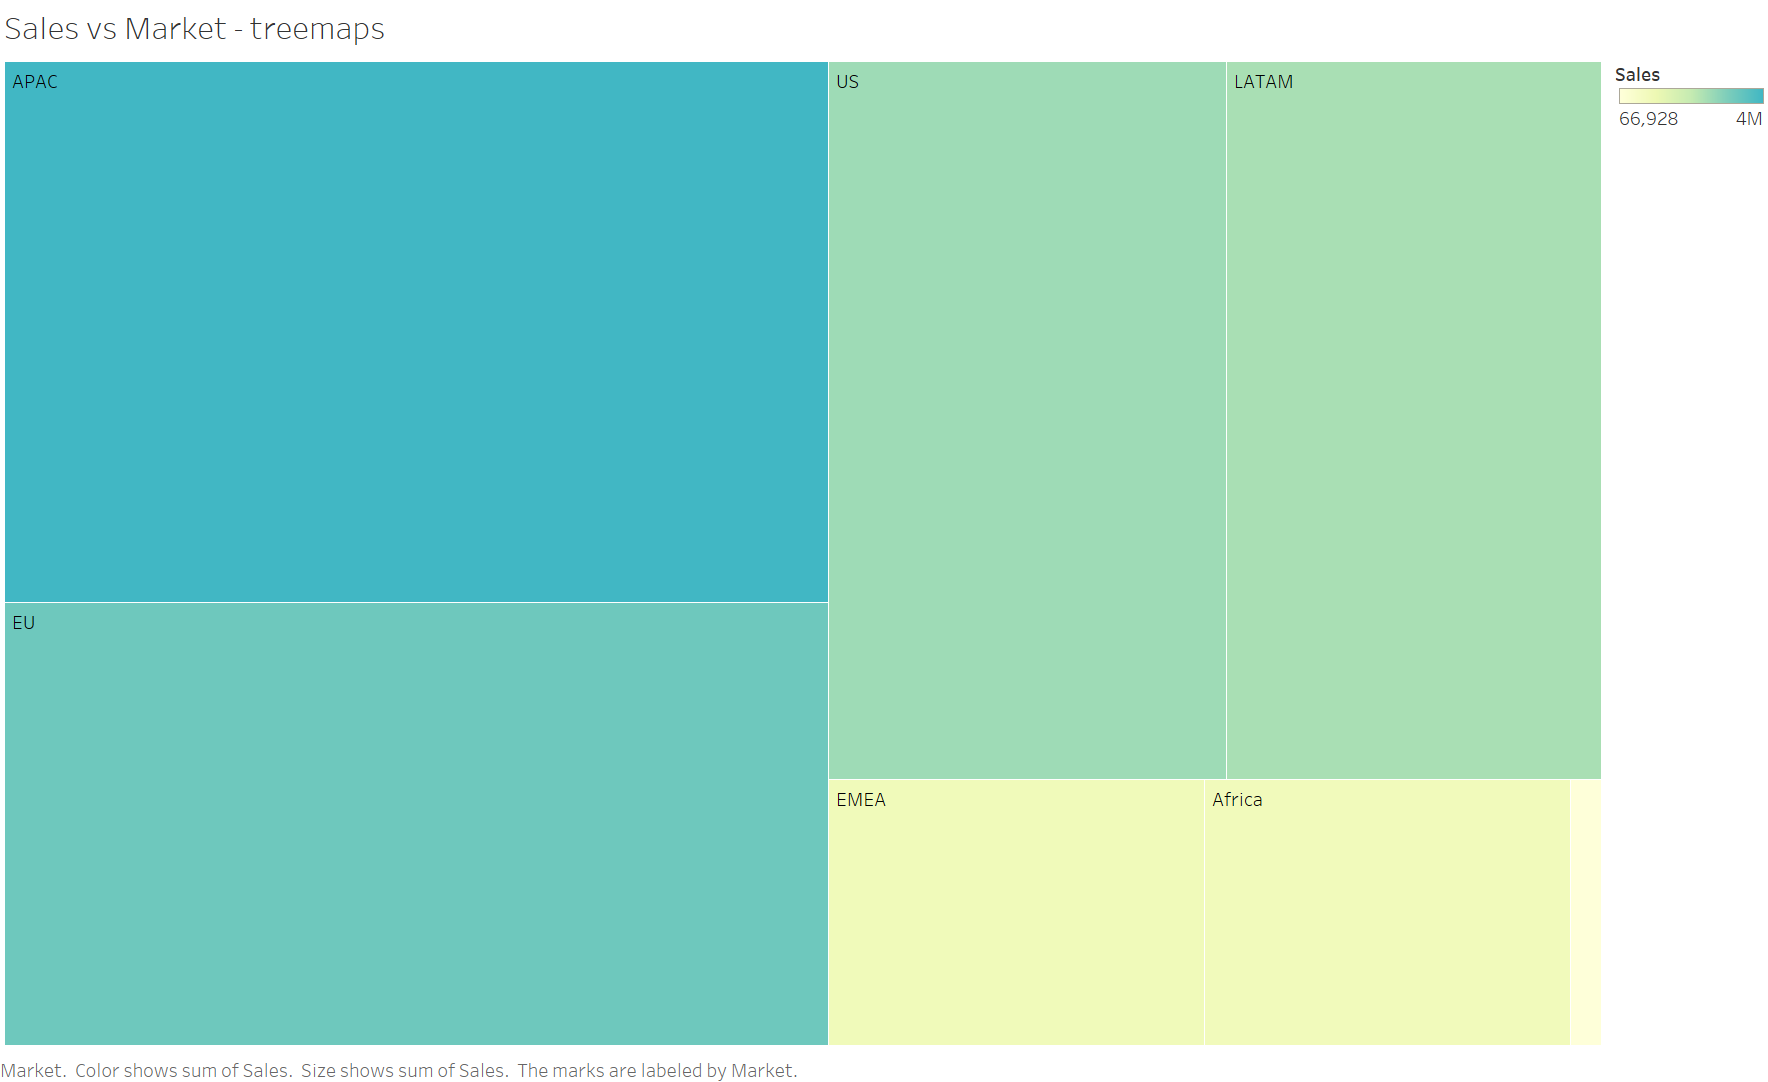 Sales vs Market - treemaps
APAC
US
LATAM
Sales
66,928 4M
EU
EMEA
Africa
Market. Color shows sum of Sales. Size shows sum of Sales. The marks are labeled by Market.